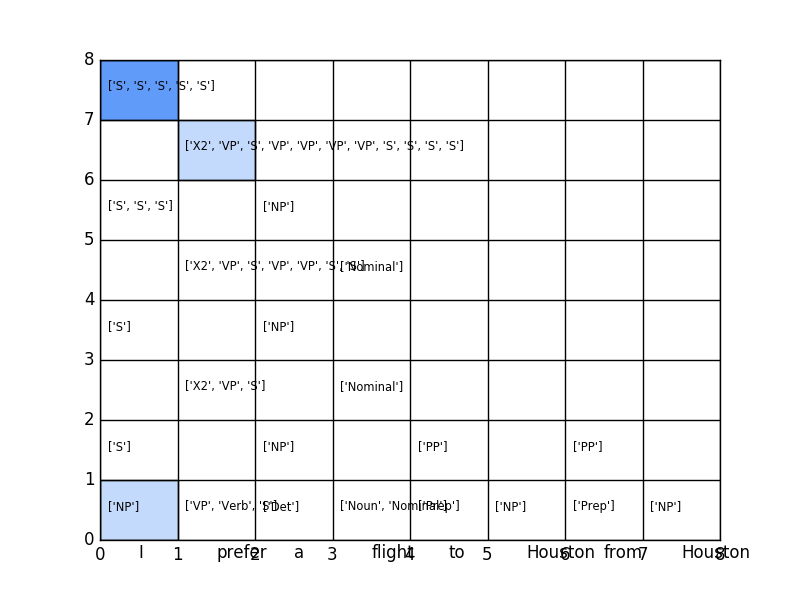 8
['S', 'S', 'S', 'S', 'S']
7
['X2', 'VP', 'S', 'VP', 'VP', 'VP', 'VP', 'S', 'S', 'S', 'S']
6
['S', 'S', 'S'] ['NP']
5
['X2', 'VP', 'S', 'VP', 'VP', 'S', 'S'] ['Nominal']
4
['S'] ['NP']
3
['X2', 'VP', 'S'] ['Nominal']
2
['S'] ['NP'] ['PP'] ['PP']
1
['NP'] ['VP', 'Verb', 'S'] ['Det'] ['Noun', 'Nominal'] ['Prep'] ['NP'] ['Prep'] ['NP']
0
I prefer a flight to Houston from Houston
0 1 2 3 4 5 6 7 8